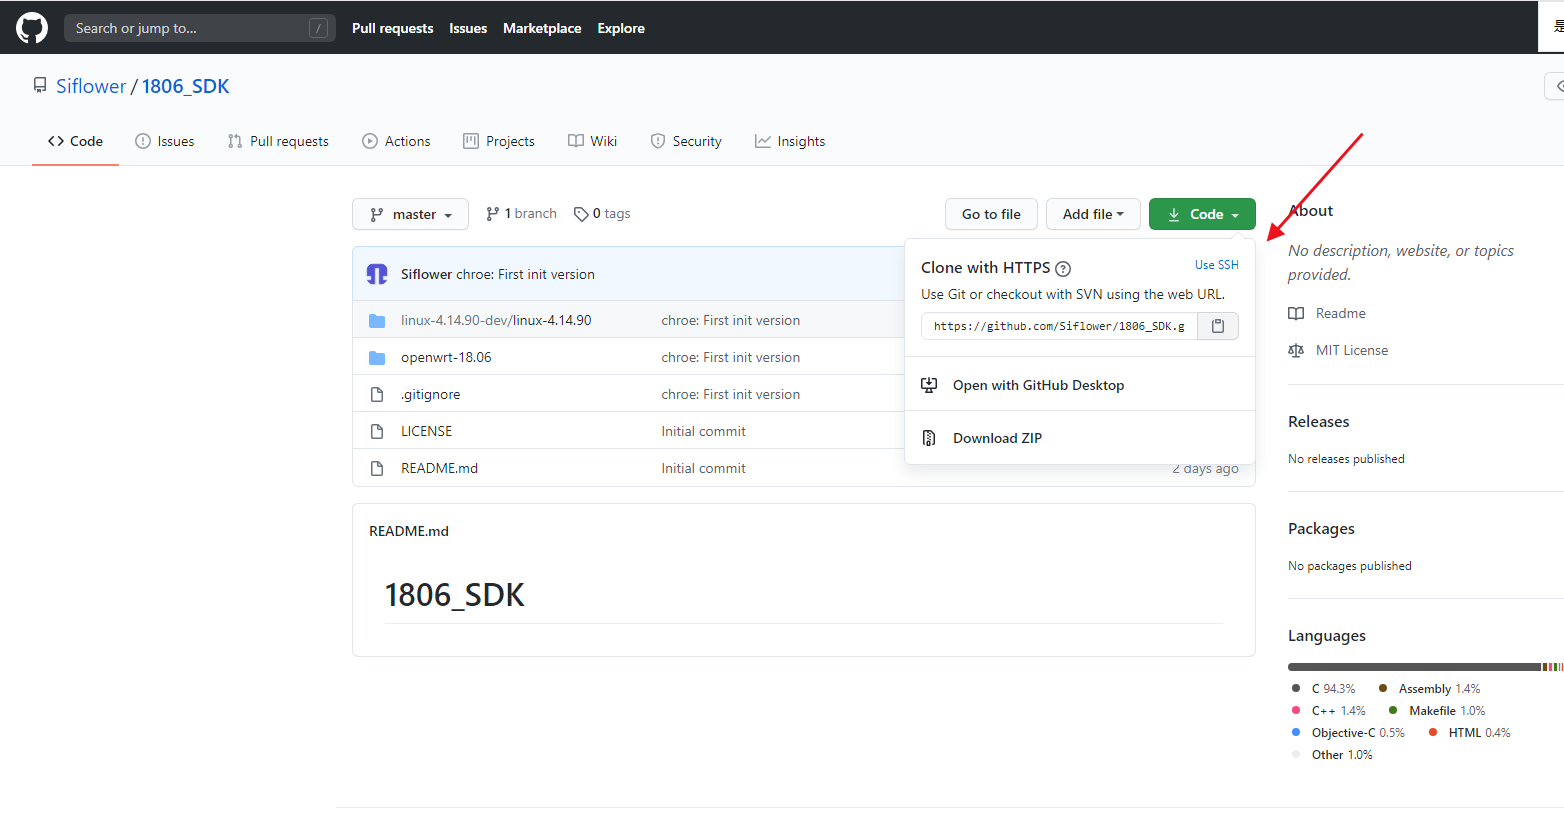 Search or jump to... / Pull requests Issues Marketplace Explore
是
Siflower / 1806_SDK
Code Issues Pull requests Actions Projects Wiki Security Insights
master 1 branch 0 tags Go to file Add file Code
Siflower chroe: First init version
linux-4.14.90-dev/linux-4.14.90 chroe: First init version
openwrt-18.06 chroe: First init version
.gitignore chroe: First init version
LICENSE Initial commit
README.md Initial commit 2 days ago
Clone with HTTPS ? Use SSH
Use Git or checkout with SVN using the web URL.
https://github.com/Siflower/1806_SDK.g
Open with GitHub Desktop
Download ZIP
README.md
1806_SDK
About
No description, website, or topics
provided.
Readme
MIT License
Releases
No releases published
Packages
No packages published
Languages
C 94.3% Assembly 1.4%
C++ 1.4% Makefile 1.0%
Objective-C 0.5% HTML 0.4%
Other 1.0%